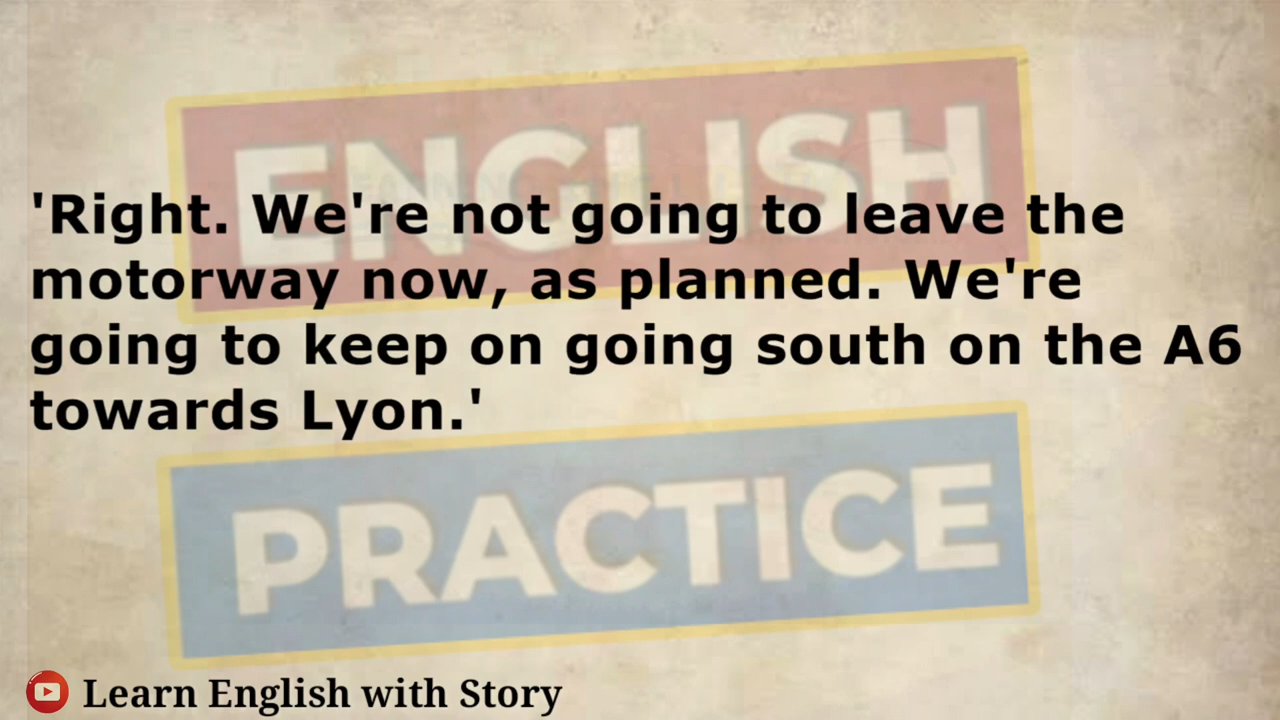 ENGLISH
'Right. We're not going to leave the
motorway now, as planned. We're
going to keep on going south on the A6
towards Lyon.'
PRACTICE
Learn English with Story